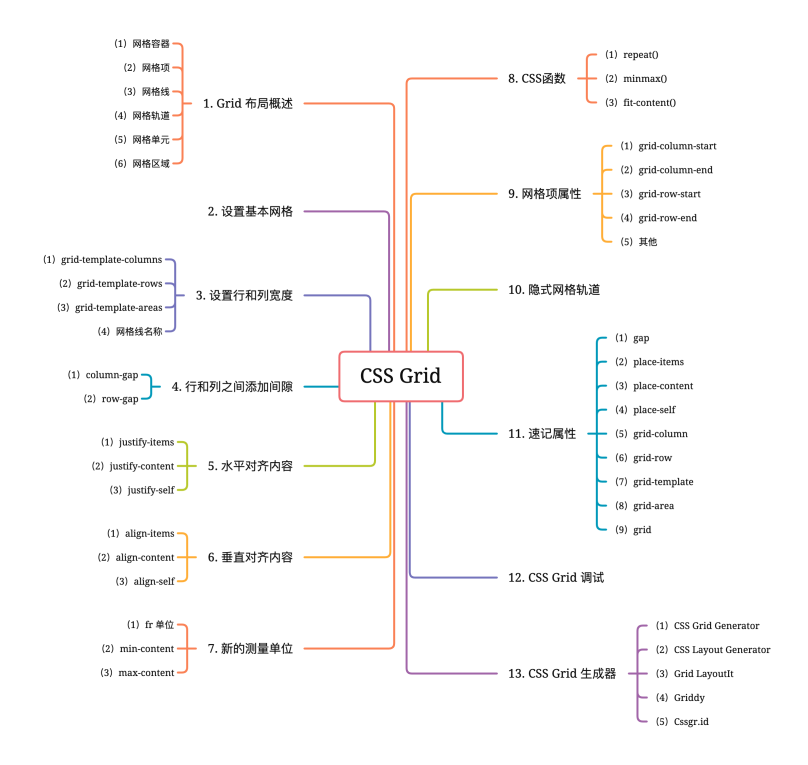 CSS Grid
1. Grid 布局概述
（1）网格容器
（2）网格项
（3）网格线
（4）网格轨道
（5）网格单元
（6）网格区域
2. 设置基本网格
3. 设置行和列宽度
（1）grid-template-columns
（2）grid-template-rows
（3）grid-template-areas
（4）网格线名称
4. 行和列之间添加间隙
（1）column-gap
（2）row-gap
5. 水平对齐内容
（1）justify-items
（2）justify-content
（3）justify-self
6. 垂直对齐内容
（1）align-items
（2）align-content
（3）align-self
7. 新的测量单位
（1）fr 单位
（2）min-content
（3）max-content
8. CSS函数
（1）repeat()
（2）minmax()
（3）fit-content()
9. 网格项属性
（1）grid-column-start
（2）grid-column-end
（3）grid-row-start
（4）grid-row-end
（5）其他
10. 隐式网格轨道
11. 速记属性
（1）gap
（2）place-items
（3）place-content
（4）place-self
（5）grid-column
（6）grid-row
（7）grid-template
（8）grid-area
（9）grid
12. CSS Grid 调试
13. CSS Grid 生成器
（1）CSS Grid Generator
（2）CSS Layout Generator
（3）Grid LayoutIt
（4）Griddy
（5）Cssgr.id